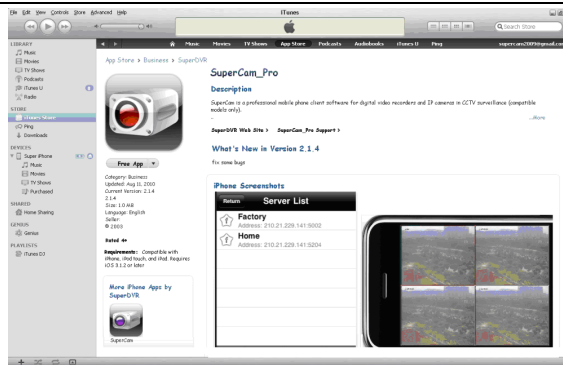 File Edit View Controls Store Advanced Help
iTunes
Search Store
LIBRARY
Music
Movies
TV Shows
Podcasts
iTunes U
Radio
STORE
iTunes Store
Ping
Downloads
DEVICES
Super iPhone
Music
Movies
TV Shows
Purchased
SHARED
Home Sharing
GENIUS
Genius
PLAYLISTS
iTunes DJ
Music Movies TV Shows App Store Podcasts Audiobooks iTunes U Ping supercam2009@gmail.com
App Store > Business > SuperDVR
Free App
Category: Business
Updated: Aug 11, 2010
Current Version: 2.1.4
2.1.4
Size: 1.0 MB
Language: English
Seller:
© 2003
Rated 4+
Requirements: Compatible with
iPhone, iPod touch, and iPad. Requires
iOS 3.1.2 or later
More iPhone Apps by
SuperDVR
SuperCam
SuperCam_Pro
Description
SuperCam is a professional mobile phone client software for digital video recorders and IP cameras in CCTV surveillance (compatible
models only).
...More
SuperDVR Web Site > SuperCam_Pro Support >
What's New in Version 2.1.4
fix some bugs
iPhone Screenshots
Return Server List
Factory
Address: 210.21.229.141:5002
Home
Address: 210.21.229.141:5204